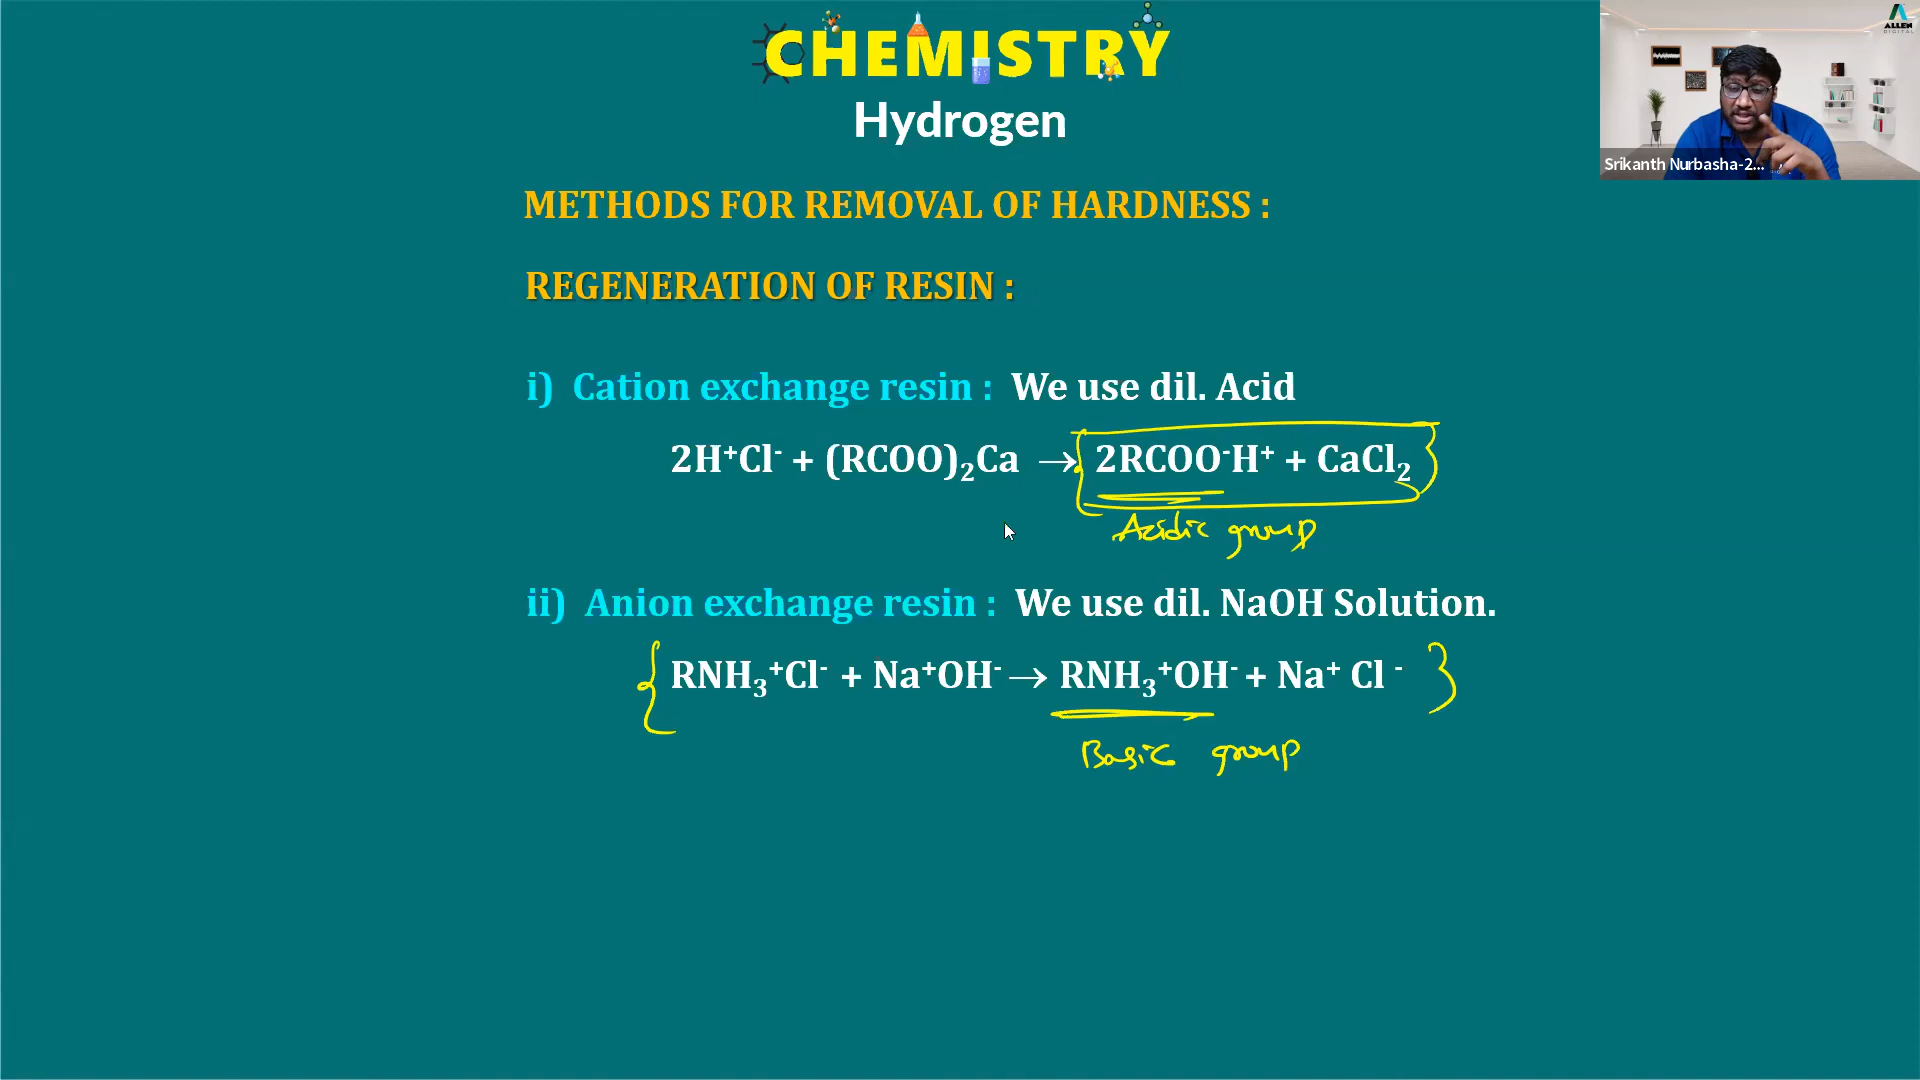 CHEMISTRY
Hydrogen
ALLEN
DIGITAL
Srikanth Nurbasha-2...
METHODS FOR REMOVAL OF HARDNESS :
REGENERATION OF RESIN :
i) Cation exchange resin : We use dil. Acid
2H⁺Cl⁻ + (RCOO)₂Ca → 2RCOO⁻H⁺ + CaCl₂
Acidic group
ii) Anion exchange resin : We use dil. NaOH Solution.
RNH₃⁺Cl⁻ + Na⁺OH⁻ → RNH₃⁺OH⁻ + Na⁺ Cl ⁻
Basic group